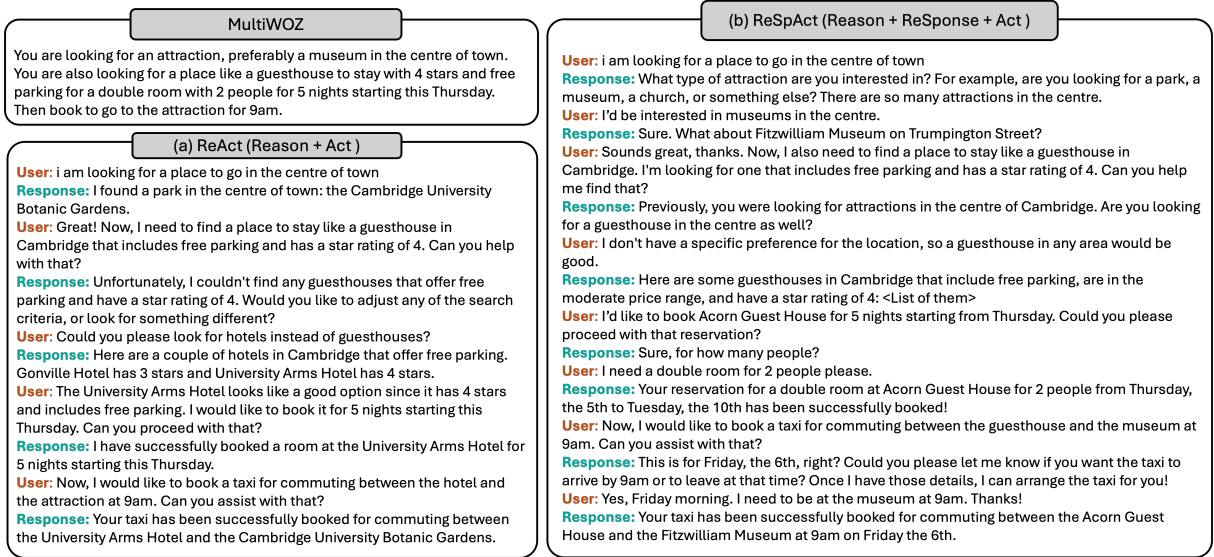 MultiWOZ
You are looking for an attraction, preferably a museum in the centre of town.
You are also looking for a place like a guesthouse to stay with 4 stars and free
parking for a double room with 2 people for 5 nights starting this Thursday.
Then book to go to the attraction for 9am.
(a) ReAct (Reason + Act )
User: i am looking for a place to go in the centre of town
Response: I found a park in the centre of town: the Cambridge University
Botanic Gardens.
User: Great! Now, I need to find a place to stay like a guesthouse in
Cambridge that includes free parking and has a star rating of 4. Can you help
with that?
Response: Unfortunately, I couldn't find any guesthouses that offer free
parking and have a star rating of 4. Would you like to adjust any of the search
criteria, or look for something different?
User: Could you please look for hotels instead of guesthouses?
Response: Here are a couple of hotels in Cambridge that offer free parking.
Gonville Hotel has 3 stars and University Arms Hotel has 4 stars.
User: The University Arms Hotel looks like a good option since it has 4 stars
and includes free parking. I would like to book it for 5 nights starting this
Thursday. Can you proceed with that?
Response: I have successfully booked a room at the University Arms Hotel for
5 nights starting this Thursday.
User: Now, I would like to book a taxi for commuting between the hotel and
the attraction at 9am. Can you assist with that?
Response: Your taxi has been successfully booked for commuting between
the University Arms Hotel and the Cambridge University Botanic Gardens.
(b) ReSpAct (Reason + ReSponse + Act )
User: i am looking for a place to go in the centre of town
Response: What type of attraction are you interested in? For example, are you looking for a park, a
museum, a church, or something else? There are so many attractions in the centre.
User: I'd be interested in museums in the centre.
Response: Sure. What about Fitzwilliam Museum on Trumpington Street?
User: Sounds great, thanks. Now, I also need to find a place to stay like a guesthouse in
Cambridge. I'm looking for one that includes free parking and has a star rating of 4. Can you help
me find that?
Response: Previously, you were looking for attractions in the centre of Cambridge. Are you looking
for a guesthouse in the centre as well?
User: I don't have a specific preference for the location, so a guesthouse in any area would be
good.
Response: Here are some guesthouses in Cambridge that include free parking, are in the
moderate price range, and have a star rating of 4: <List of them>
User: I'd like to book Acorn Guest House for 5 nights starting from Thursday. Could you please
proceed with that reservation?
Response: Sure, for how many people?
User: I need a double room for 2 people please.
Response: Your reservation for a double room at Acorn Guest House for 2 people from Thursday,
the 5th to Tuesday, the 10th has been successfully booked!
User: Now, I would like to book a taxi for commuting between the guesthouse and the museum at
9am. Can you assist with that?
Response: This is for Friday, the 6th, right? Could you please let me know if you want the taxi to
arrive by 9am or to leave at that time? Once I have those details, I can arrange the taxi for you!
User: Yes, Friday morning. I need to be at the museum at 9am. Thanks!
Response: Your taxi has been successfully booked for commuting between the Acorn Guest
House and the Fitzwilliam Museum at 9am on Friday the 6th.